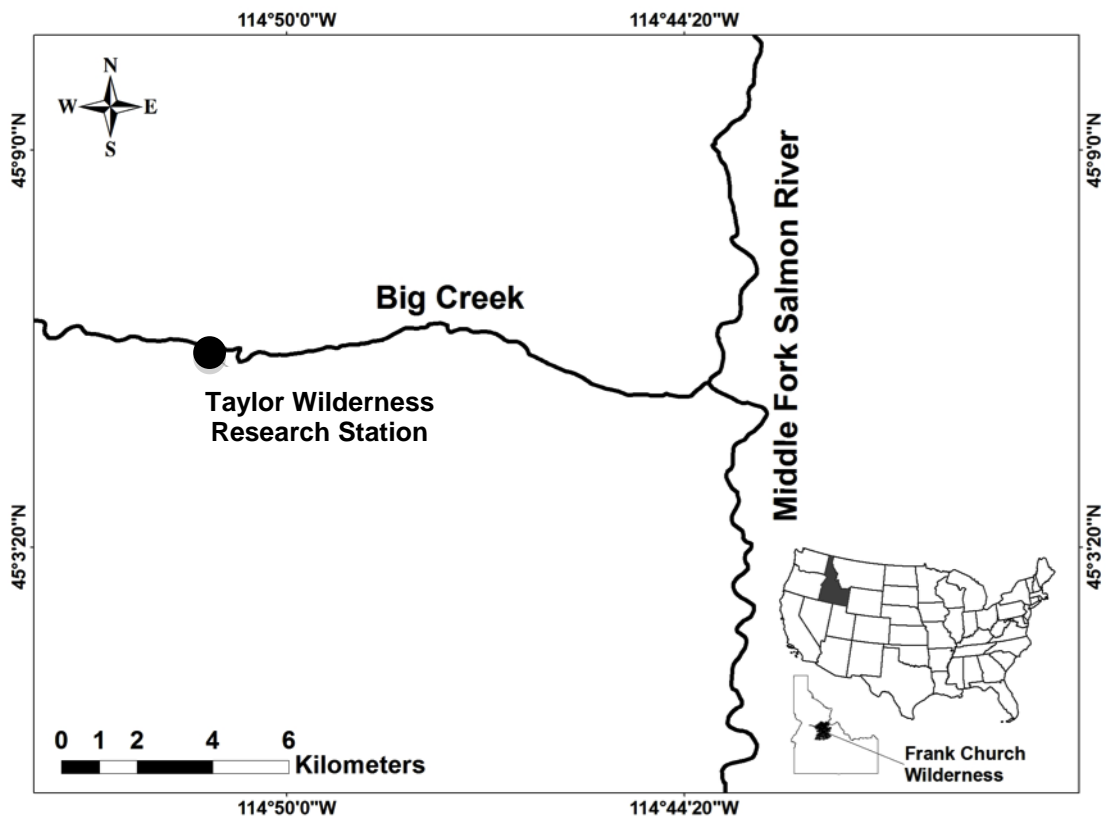 114°50'0"W
114°44'20"W
N
W
E
S
45°9'0"N
45°9'0"N
Big Creek
Middle Fork Salmon River
Taylor Wilderness
Research Station
45°3'20"N
45°3'20"N
0 1 2 4 6
Kilometers
Frank Church
Wilderness
114°50'0"W
114°44'20"W